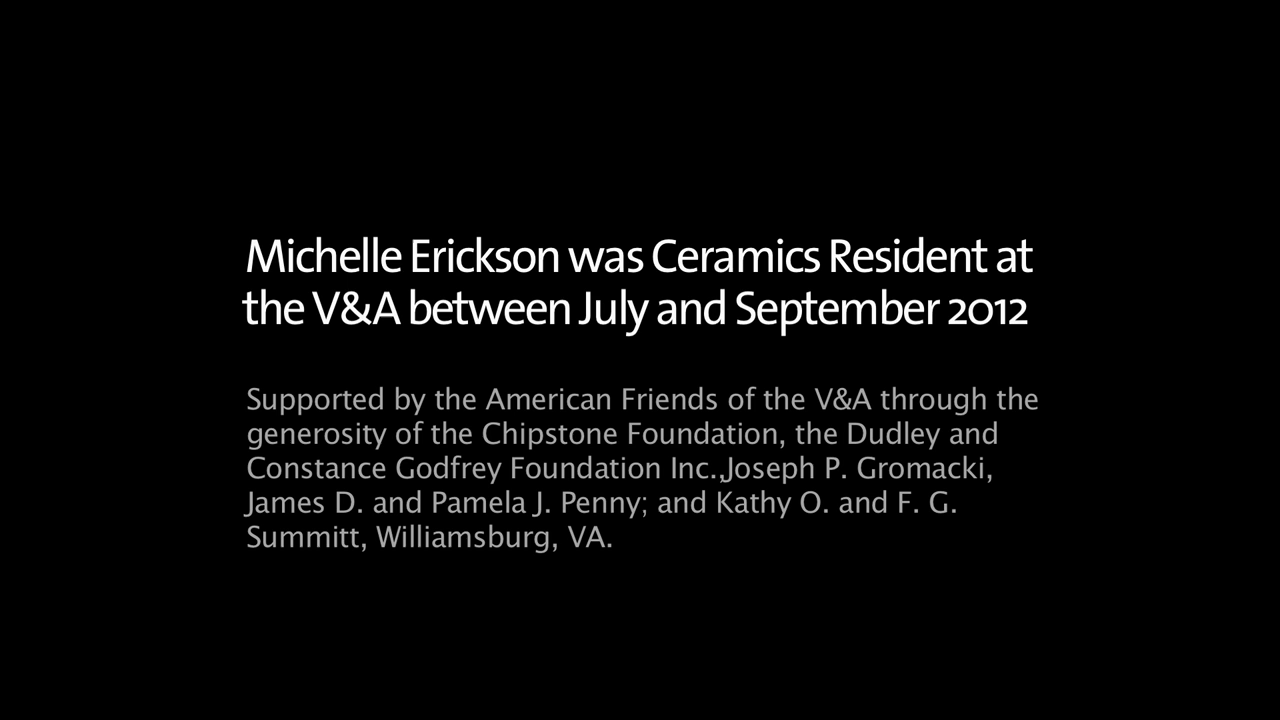 Michelle Erickson was Ceramics Resident at
the V&A between July and September 2012
Supported by the American Friends of the V&A through the
generosity of the Chipstone Foundation, the Dudley and
Constance Godfrey Foundation Inc.,Joseph P. Gromacki,
James D. and Pamela J. Penny; and Kathy O. and F. G.
Summitt, Williamsburg, VA.